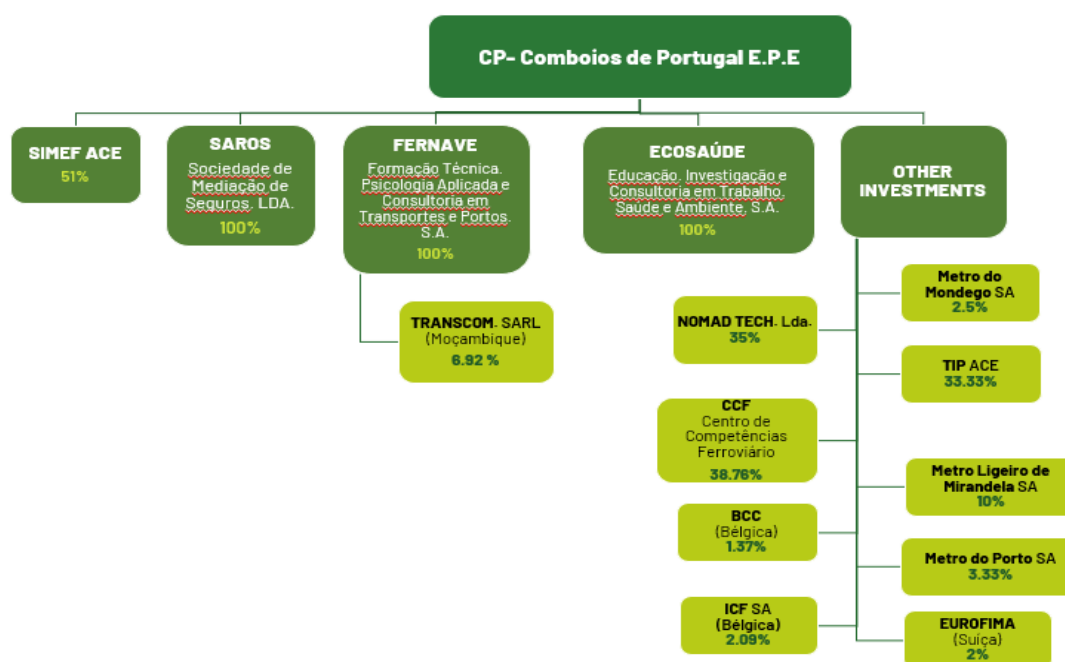 CP- Comboios de Portugal E.P.E
SIMEF ACE
51%
SAROS
Sociedade de
Mediação de
Seguros. LDA.
100%
FERNAVE
Formação Técnica.
Psicologia Aplicada e
Consultoria em
Transportes e Portos.
S.A.
100%
ECOSAÚDE
Educação. Investigação e
Consultoria em Trabalho.
Saude e Ambiente, S.A.
100%
OTHER
INVESTMENTS
TRANSCOM. SARL
(Moçambique)
6.92 %
NOMAD TECH. Lda.
35%
CCF
Centro de
Competências
Ferroviário
38.76%
BCC
(Bélgica)
1.37%
ICF SA
(Bélgica)
2.09%
Metro do
Mondego SA
2.5%
TIP ACE
33.33%
Metro Ligeiro de
Mirandela SA
10%
Metro do Porto SA
3.33%
EUROFIMA
(Suíça)
2%